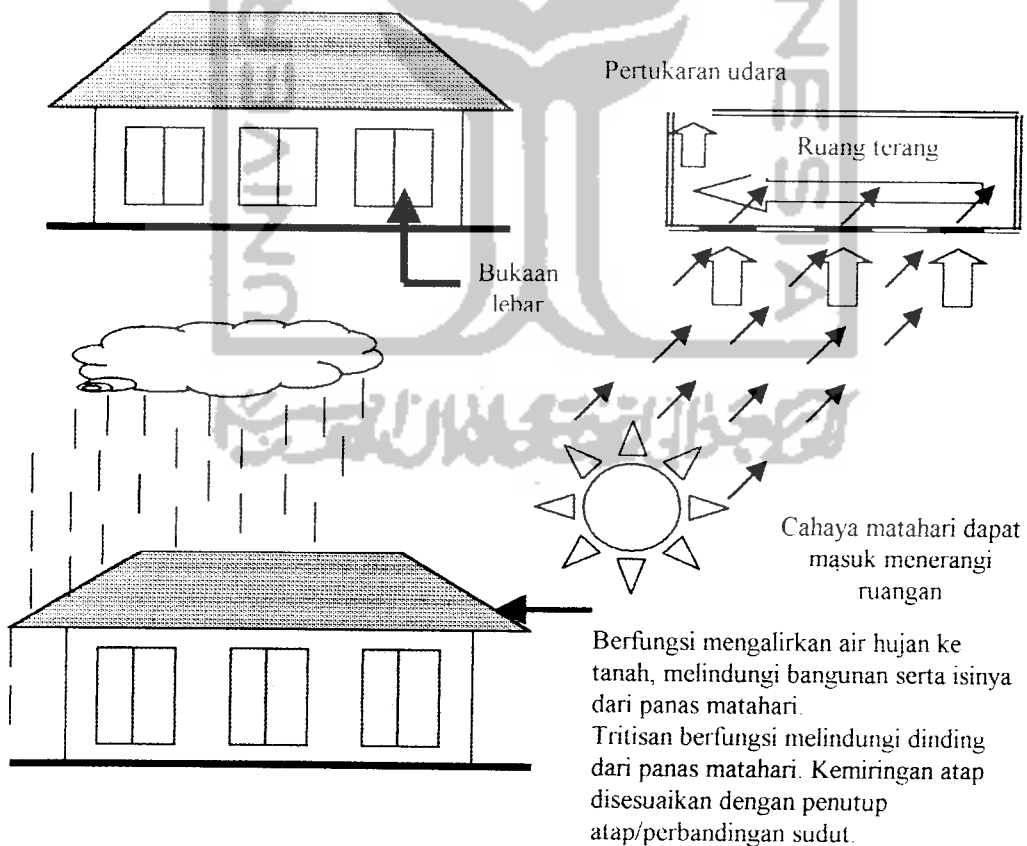 Pertukaran udara
Ruang terang
Bukaan
lebar
Cahaya matahari dapat
masuk menerangi
ruangan
Berfungsi mengalirkan air hujan ke
tanah, melindungi bangunan serta isinya
dari panas matahari.
Tritisan berfungsi melindungi dinding
dari panas matahari. Kemiringan atap
disesuaikan dengan penutup
atap/perbandingan sudut.